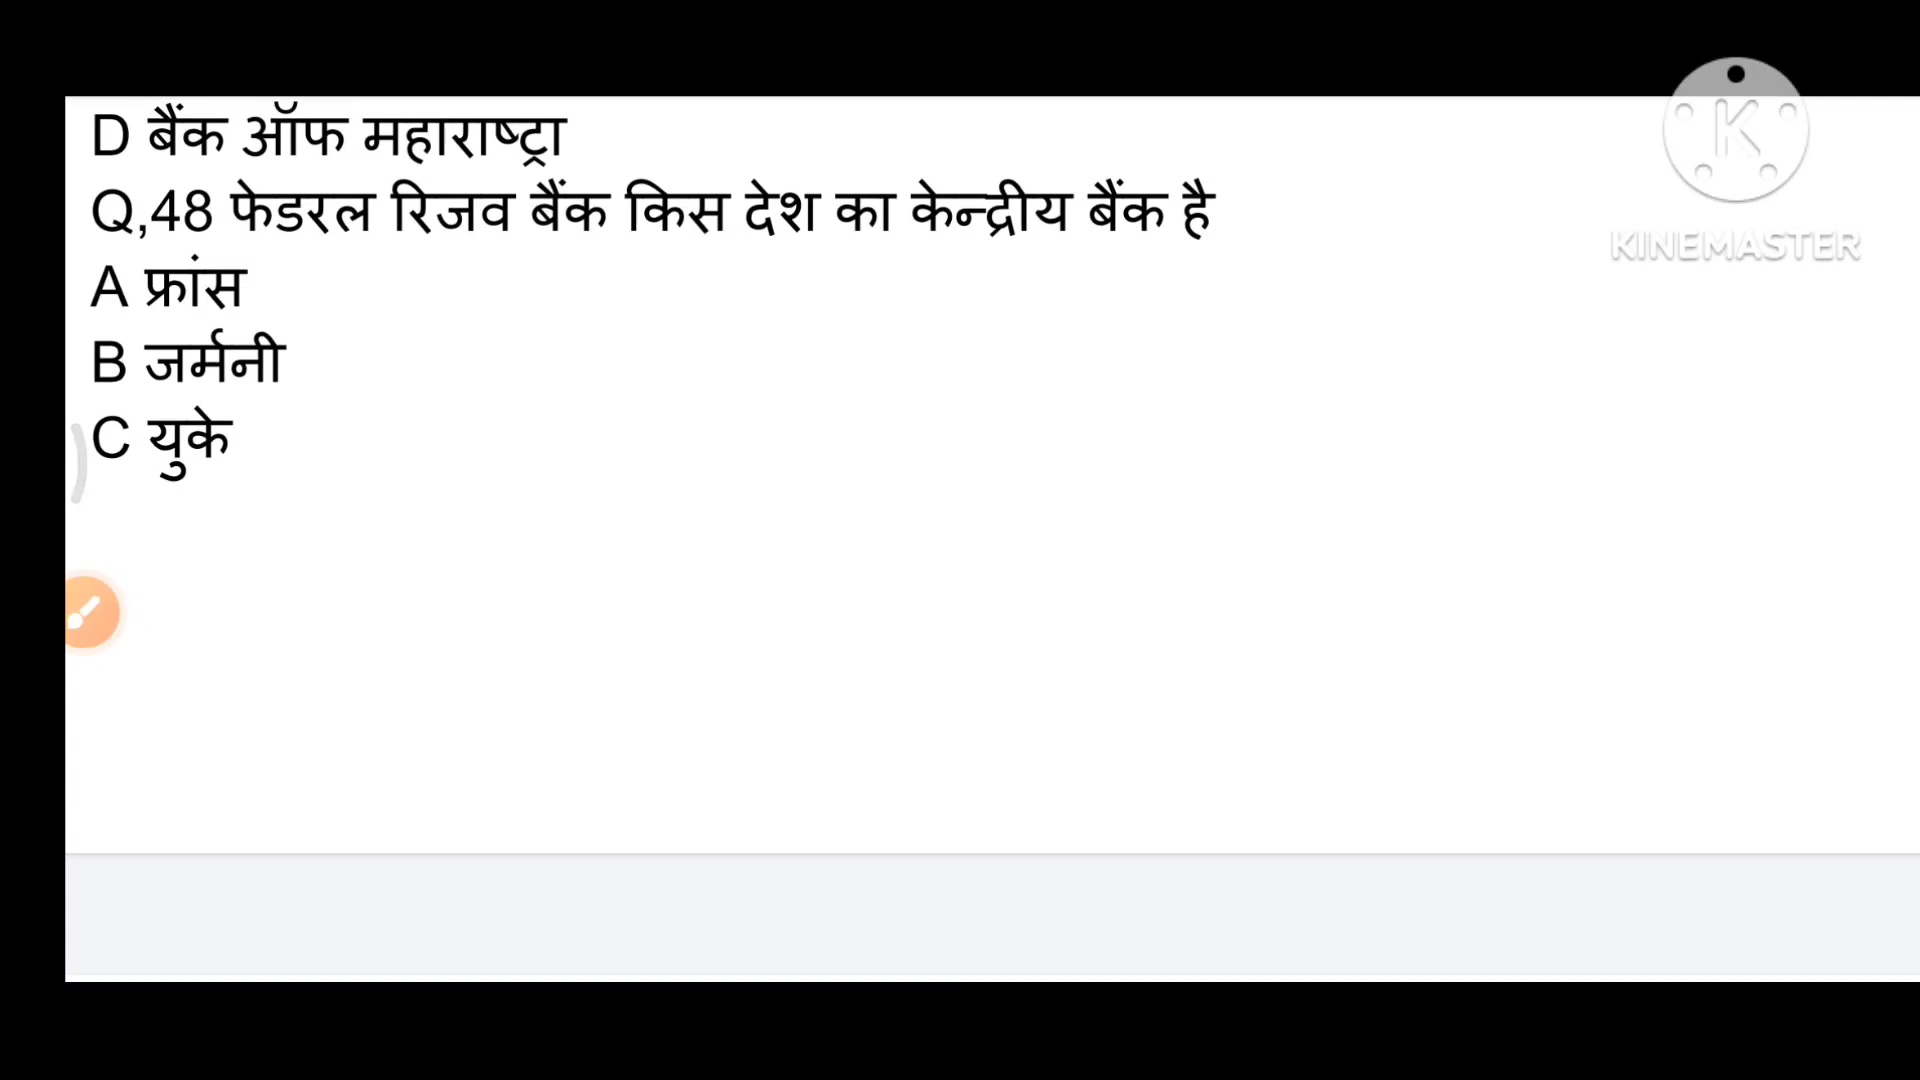 D बैंक ऑफ महाराष्ट्रा
Q,48 फेडरल रिजव बैंक किस देश का केन्द्रीय बैंक है
A फ्रांस
B जर्मनी
C युके
K
KINEMASTER